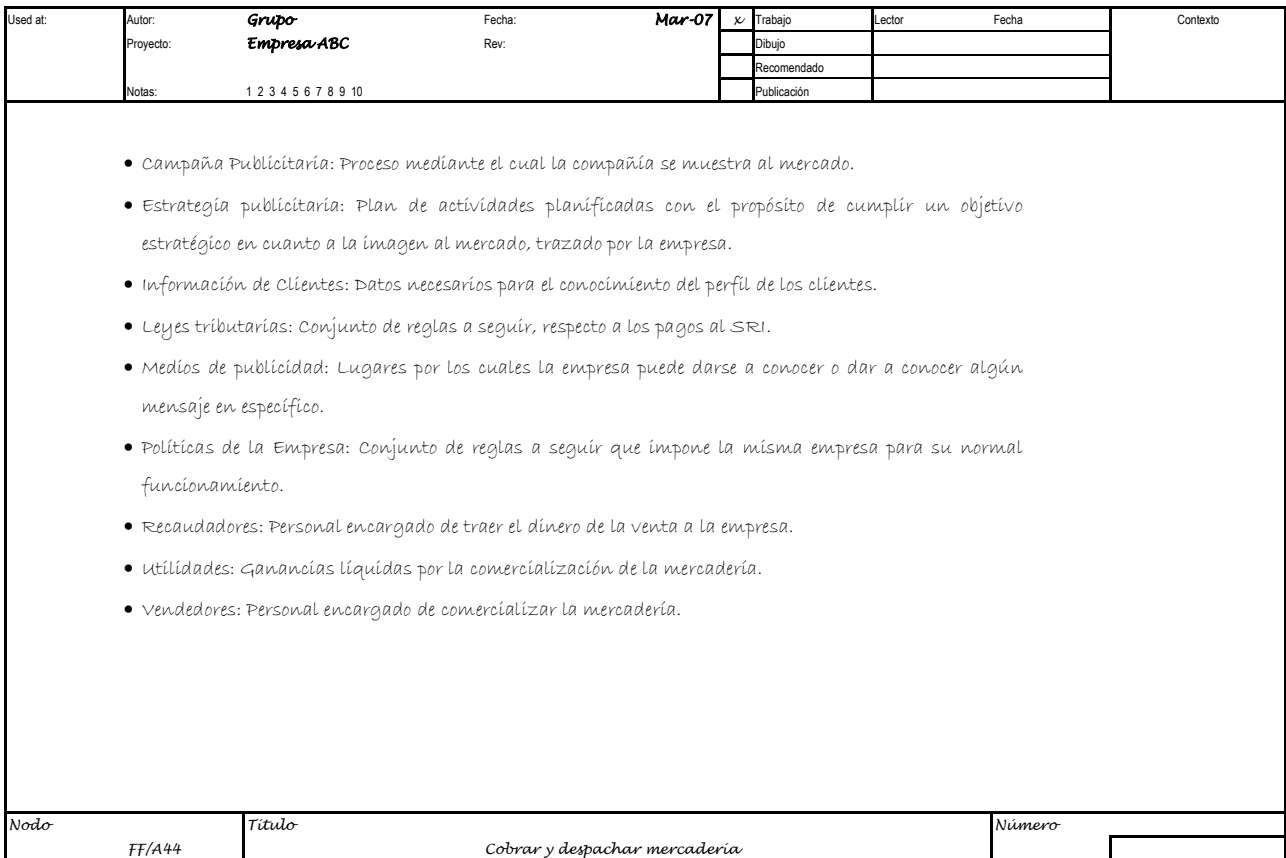 Used at: Autor: Grupo Fecha: Mar-07 x Trabajo Lector Fecha Contexto
Proyecto: Empresa ABC Rev: Dibujo
Recomendado
Notas: 1 2 3 4 5 6 7 8 9 10 Publicación
• Campaña Publicitaria: Proceso mediante el cual la compañía se muestra al mercado.
• Estrategia publicitaria: Plan de actividades planificadas con el propósito de cumplir un objetivo
estratégico en cuanto a la imagen al mercado, trazado por la empresa.
• Información de Clientes: Datos necesarios para el conocimiento del perfil de los clientes.
• Leyes tributarias: Conjunto de reglas a seguir, respecto a los pagos al SRI.
• Medios de publicidad: Lugares por los cuales la empresa puede darse a conocer o dar a conocer algún
mensaje en específico.
• Políticas de la Empresa: Conjunto de reglas a seguir que impone la misma empresa para su normal
funcionamiento.
• Recaudadores: Personal encargado de traer el dinero de la venta a la empresa.
• Utilidades: Ganancias líquidas por la comercialización de la mercadería.
• Vendedores: Personal encargado de comercializar la mercadería.
Nodo Título Número
FF/A44 Cobrar y despachar mercadería